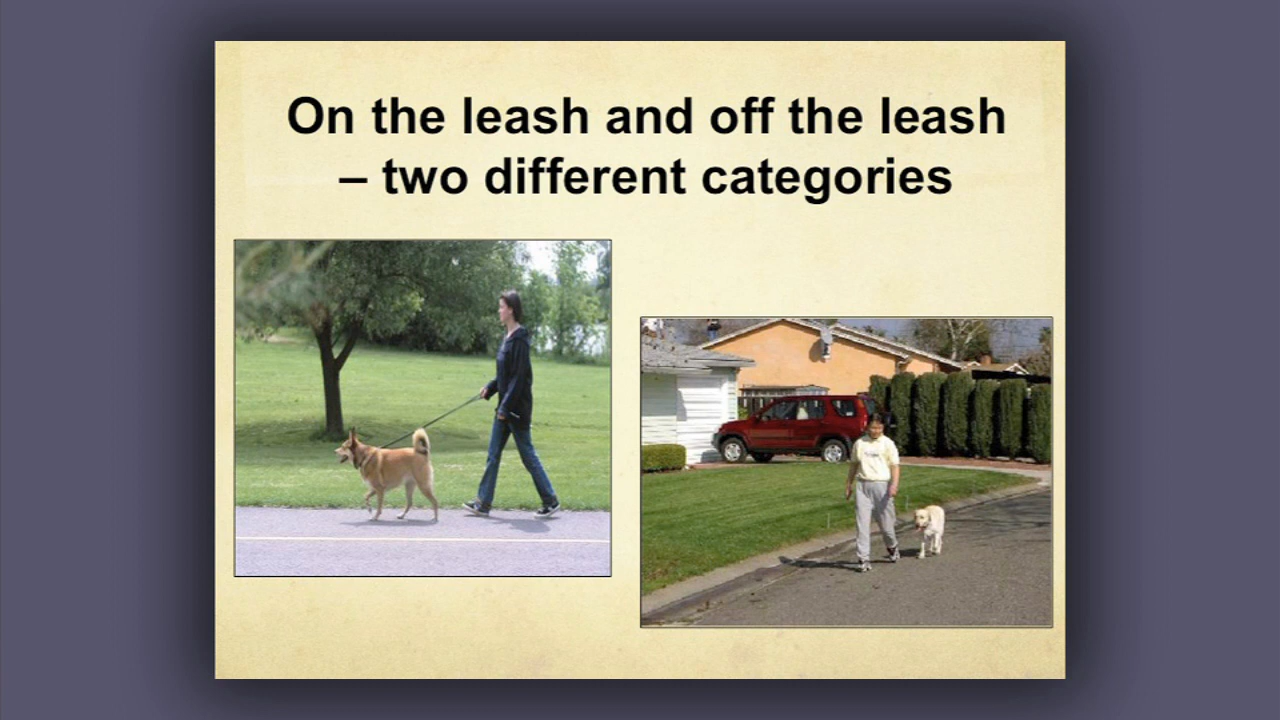 On the leash and off the leash
– two different categories